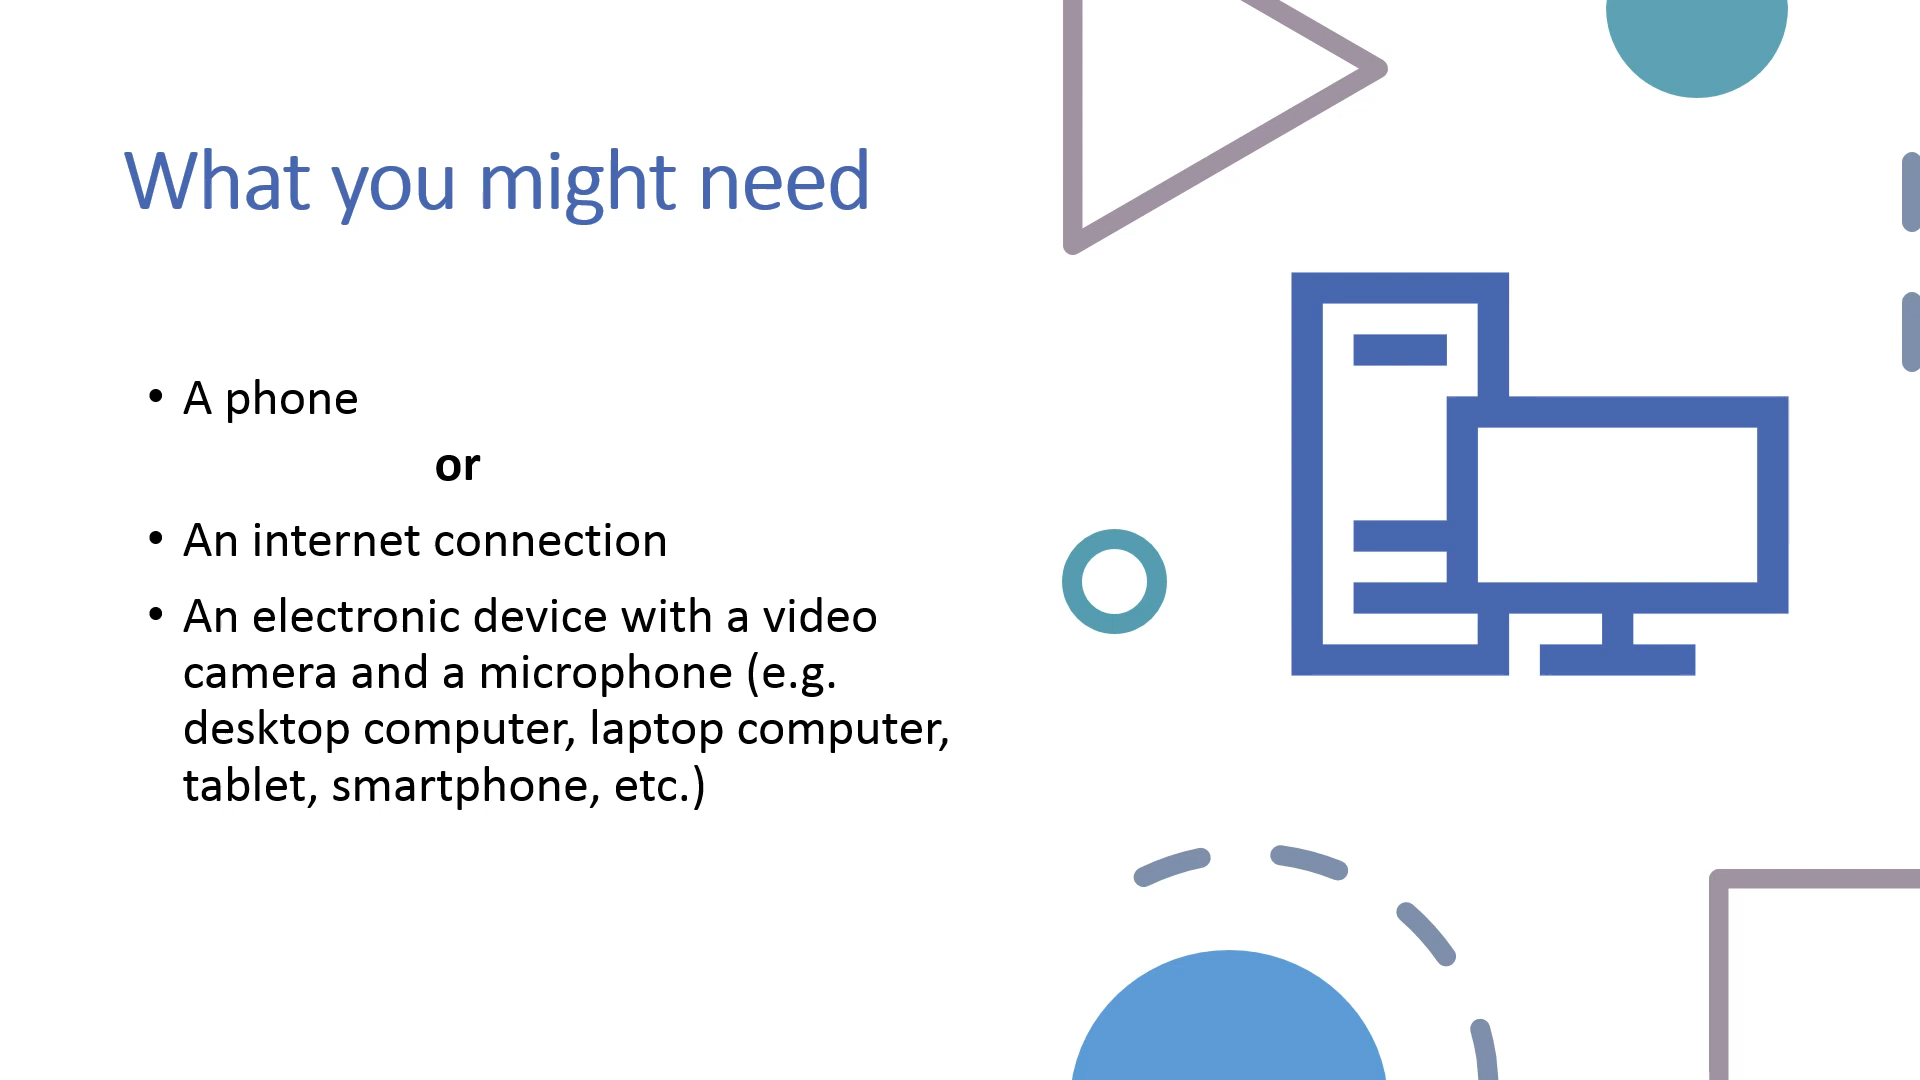 What you might need
• A phone
or
• An internet connection
• An electronic device with a video
camera and a microphone (e.g.
desktop computer, laptop computer,
tablet, smartphone, etc.)